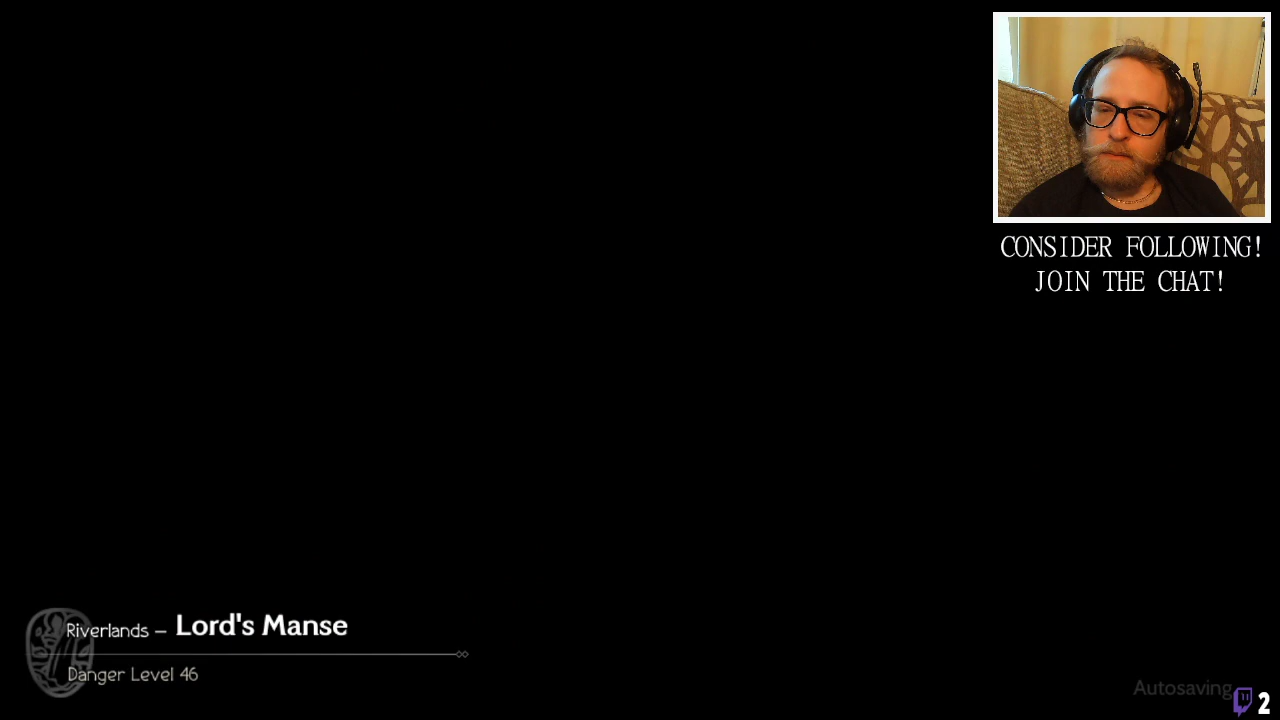 CONSIDER FOLLOWING!
JOIN THE CHAT!
Riverlands – Lord's Manse
Danger Level 46
Autosaving
2